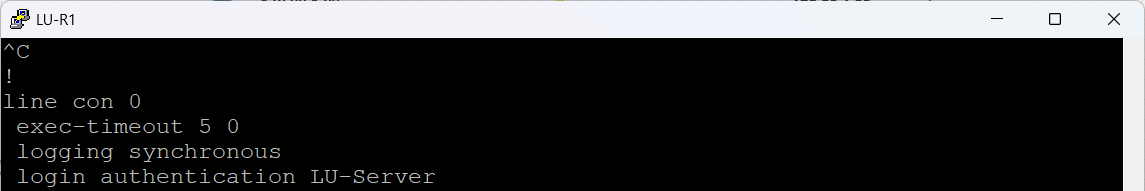 LU-R1
^C
!
line con 0
 exec-timeout 5 0
 logging synchronous
 login authentication LU-Server